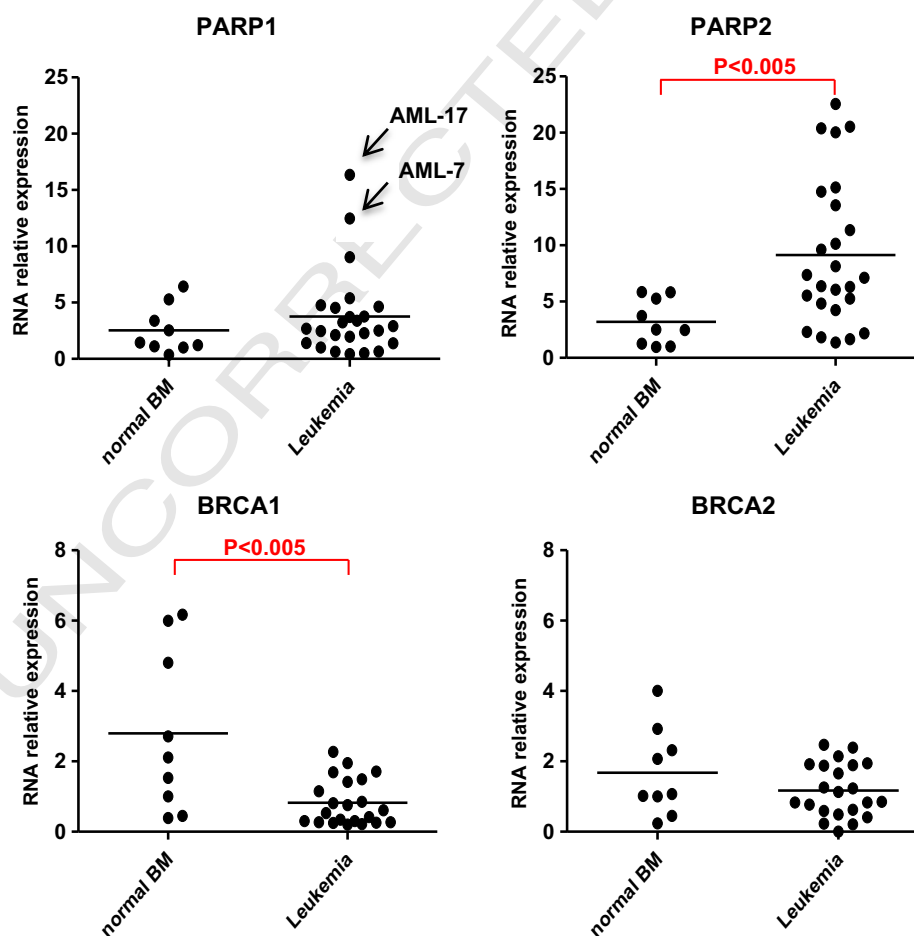 PARP1
RNA relative expression
25
20
15
10
5
0
AML-17
AML-7
normal BM
Leukemia
PARP2
RNA relative expression
25
20
15
10
5
0
P<0.005
normal BM
Leukemia
BRCA1
RNA relative expression
8
6
4
2
0
P<0.005
normal BM
Leukemia
BRCA2
RNA relative expression
8
6
4
2
0
normal BM
Leukemia
UNCORRECTED